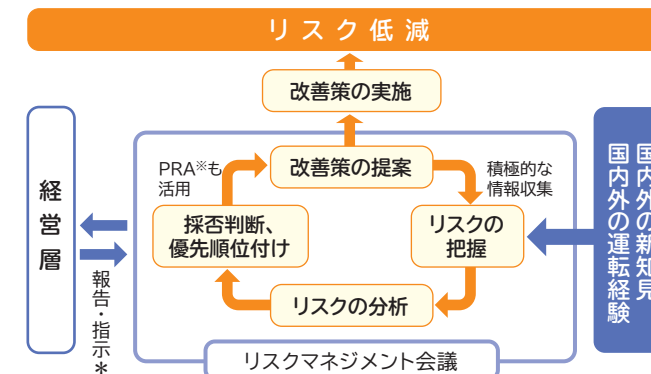 リスク低減
改善策の実施
経営層
報告・指示＊
PRA※も
活用
改善策の提案
積極的な
情報収集
採否判断、
優先順位付け
リスクの
把握
リスクの分析
リスクマネジメント会議
国内外の新知見
国内外の運転経験